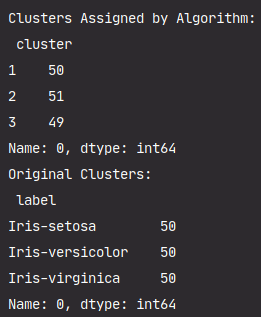 Clusters Assigned by Algorithm:
cluster
1 50
2 51
3 49
Name: 0, dtype: int64
Original Clusters:
label
Iris-setosa 50
Iris-versicolor 50
Iris-virginica 50
Name: 0, dtype: int64